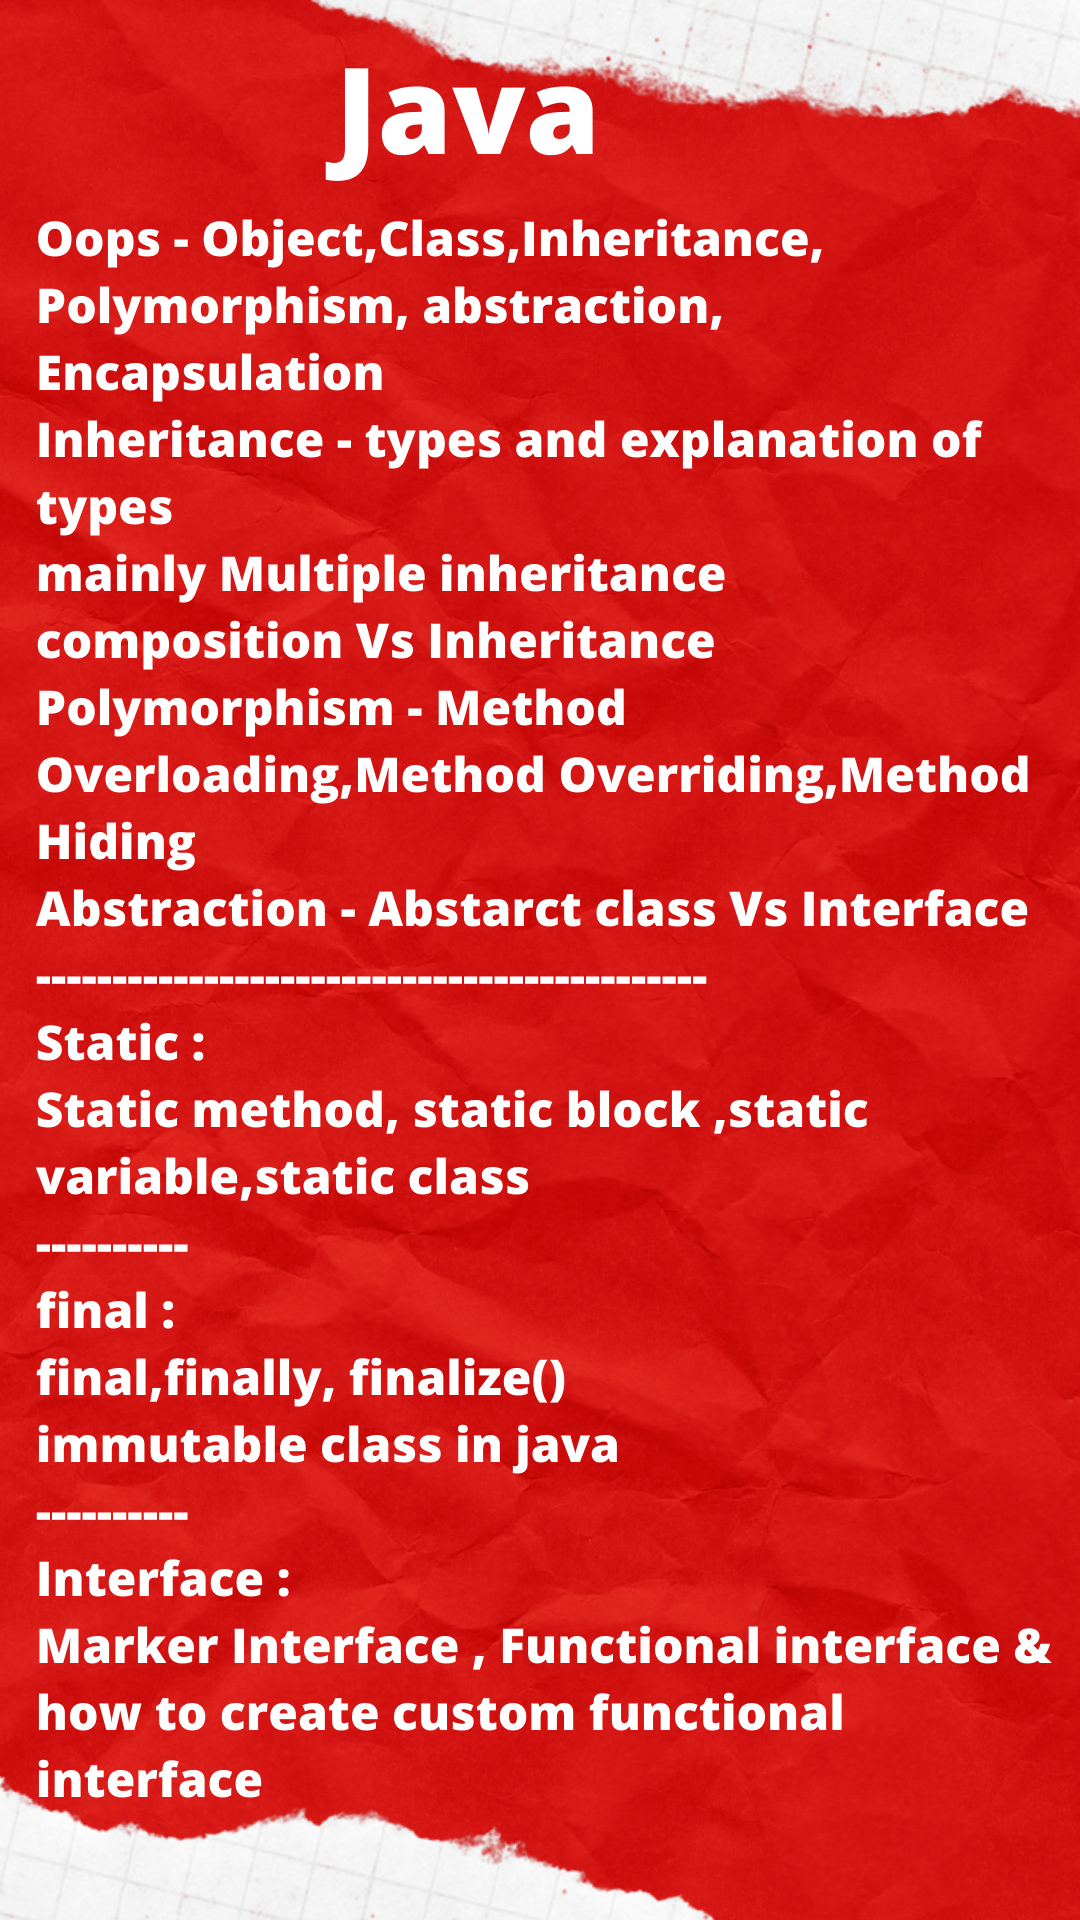 Java
Oops - Object,Class,Inheritance,
Polymorphism, abstraction,
Encapsulation
Inheritance - types and explanation of
types
mainly Multiple inheritance
composition Vs Inheritance
Polymorphism - Method
Overloading,Method Overriding,Method
Hiding
Abstraction - Abstarct class Vs Interface
--------------------------------------------
Static :
Static method, static block ,static
variable,static class
----------
final :
final,finally, finalize()
immutable class in java
----------
Interface :
Marker Interface , Functional interface &
how to create custom functional
interface